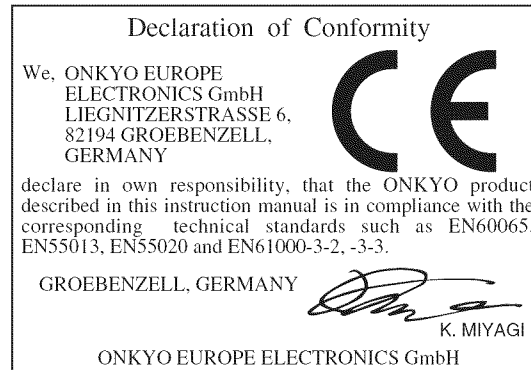 Declaration of Conformity
We, ONKYO EUROPE
ELECTRONICS GmbH
LIEGNITZERSTRASSE 6,
82194 GROEBENZELL,
GERMANY
CE
declare in own responsibility, that the ONKYO product
described in this instruction manual is in compliance with the
corresponding technical standards such as EN60065,
EN55013, EN55020 and EN61000-3-2, -3-3.
GROEBENZELL, GERMANY
K. MIYAGI
ONKYO EUROPE ELECTRONICS GmbH